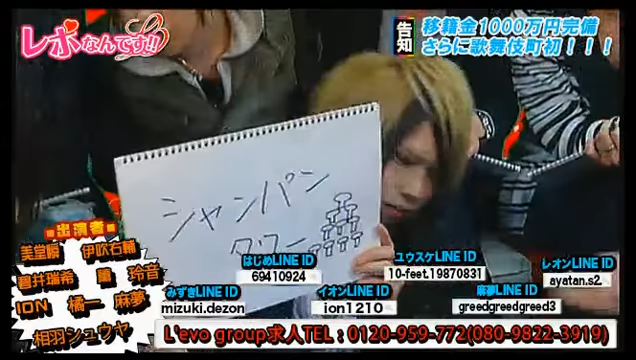 レポなんです!!
告知
移籍金1000万円完備
さらに歌舞伎町初!!!
シャンパン
タワー
出演者
美堂嶺 伊吹右輔
碧井瑞希 蘭 玲音
ION 橘一 麻夢
相羽シュウヤ
はじめLINE ID
69410924
ユウスケLINE ID
10-feet.19870831
レオンLINE ID
ayatan.s2.
みずきLINE ID
mizuki.dezon
イオンLINE ID
ion1210
麻夢LINE ID
greedgreedgreed3
L'evo group求人TEL:0120-959-772(080-9822-3919)